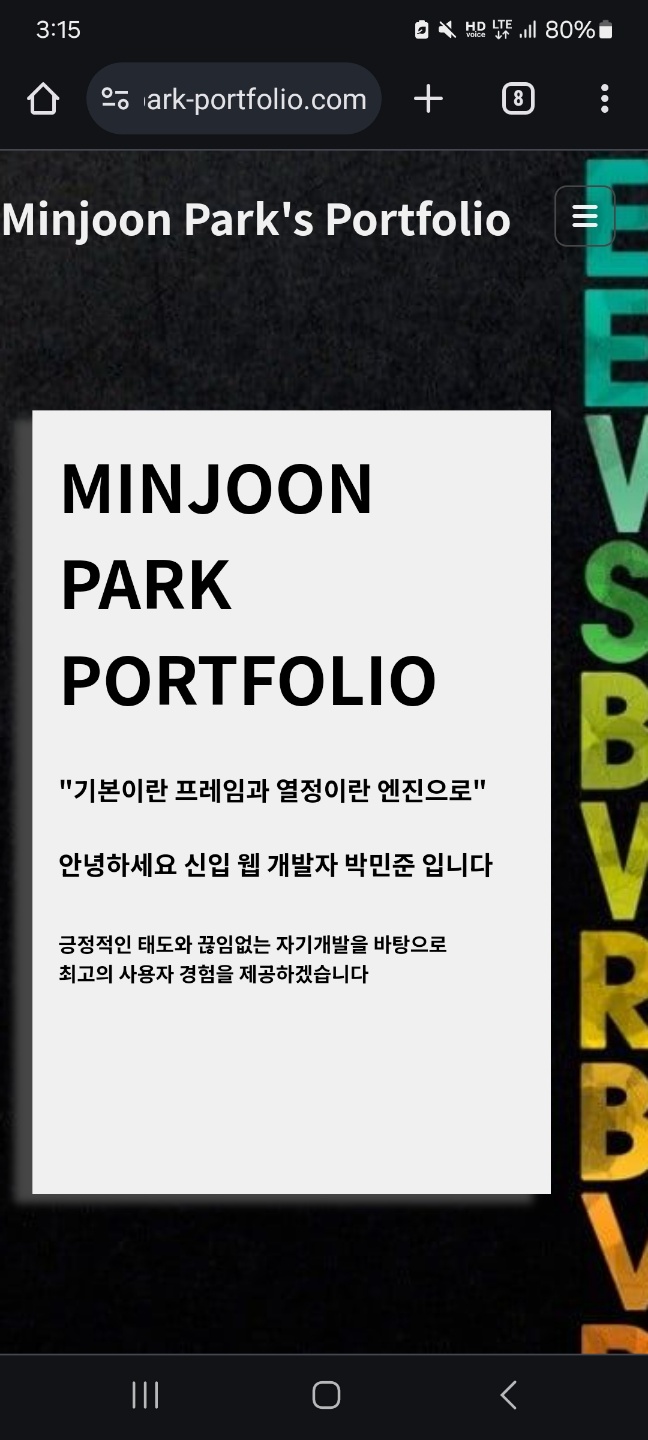 3:15
HD voice LTE 80%
ark-portfolio.com
8
Minjoon Park's Portfolio
E
E
V
S
B
V
R
B
V
MINJOON
PARK
PORTFOLIO
"기본이란 프레임과 열정이란 엔진으로"
안녕하세요 신입 웹 개발자 박민준 입니다
긍정적인 태도와 끊임없는 자기개발을 바탕으로
최고의 사용자 경험을 제공하겠습니다